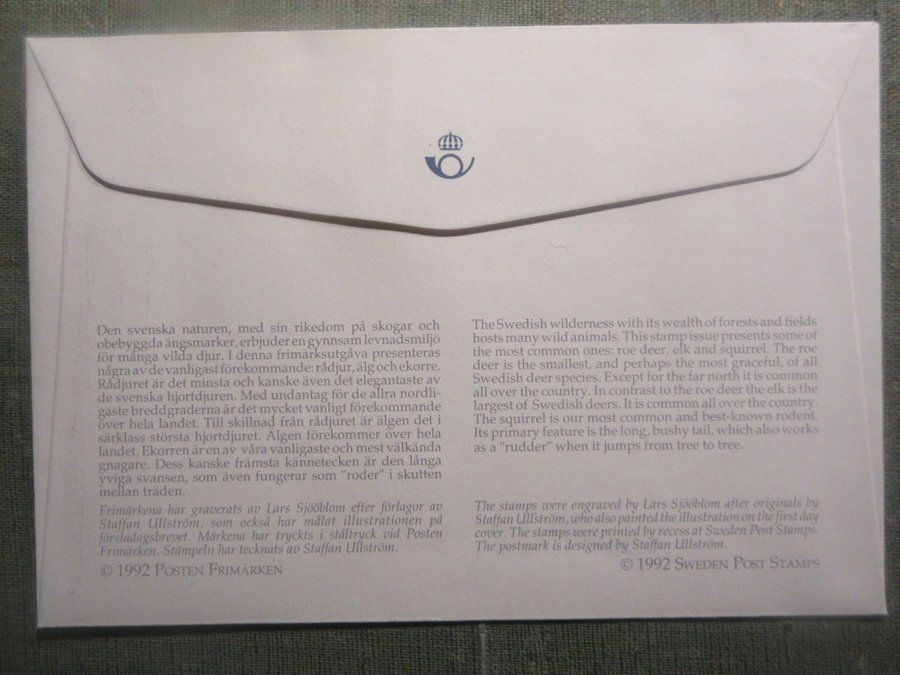 Den svenska naturen, med sin rikedom på skogar och
obebyggda ängsmarker, erbjuder en gynnsam levnadsmiljö
för många vilda djur. I denna frimärksutgåva presenteras
några av de vanligast förekommande: rådjur, älg och ekorre.
Rådjuret är det minsta och kanske även det elegantaste av
de svenska hjortdjuren. Med undantag för de allra nordli-
gaste breddgraderna är det mycket vanligt förekommande
över hela landet. Till skillnad från rådjuret är älgen det i
särklass största hjortdjuret. Älgen förekommer över hela
landet. Ekorren är en av våra vanligaste och mest välkända
gnagare. Dess kanske främsta kännetecken är den långa
yviga svansen, som även fungerar som "roder" i skutten
mellan träden.
Frimärkena har graverats av Lars Sjööblom efter förlagor av
Staffan Ullström, som också har målat illustrationen på
förstadagsbrevet. Märkena har tryckts i ståltryck vid Posten
Frimärken. Stämpeln har tecknats av Staffan Ullström.
© 1992 POSTEN FRIMÄRKEN
The Swedish wilderness with its wealth of forests and fields
hosts many wild animals. This stamp issue presents some of
the most common ones: roe deer, elk and squirrel. The roe
deer is the smallest, and perhaps the most graceful, of all
Swedish deer species. Except for the far north it is common
all over the country. In contrast to the roe deer the elk is the
largest of Swedish deers. It is common all over the country.
The squirrel is our most common and best-known rodent.
Its primary feature is the long, bushy tail, which also works
as a "rudder" when it jumps from tree to tree.
The stamps were engraved by Lars Sjööblom after originals by
Staffan Ullström, who also painted the illustration on the first day
cover. The stamps were printed by recess at Sweden Post Stamps.
The postmark is designed by Staffan Ullström.
© 1992 SWEDEN POST STAMPS